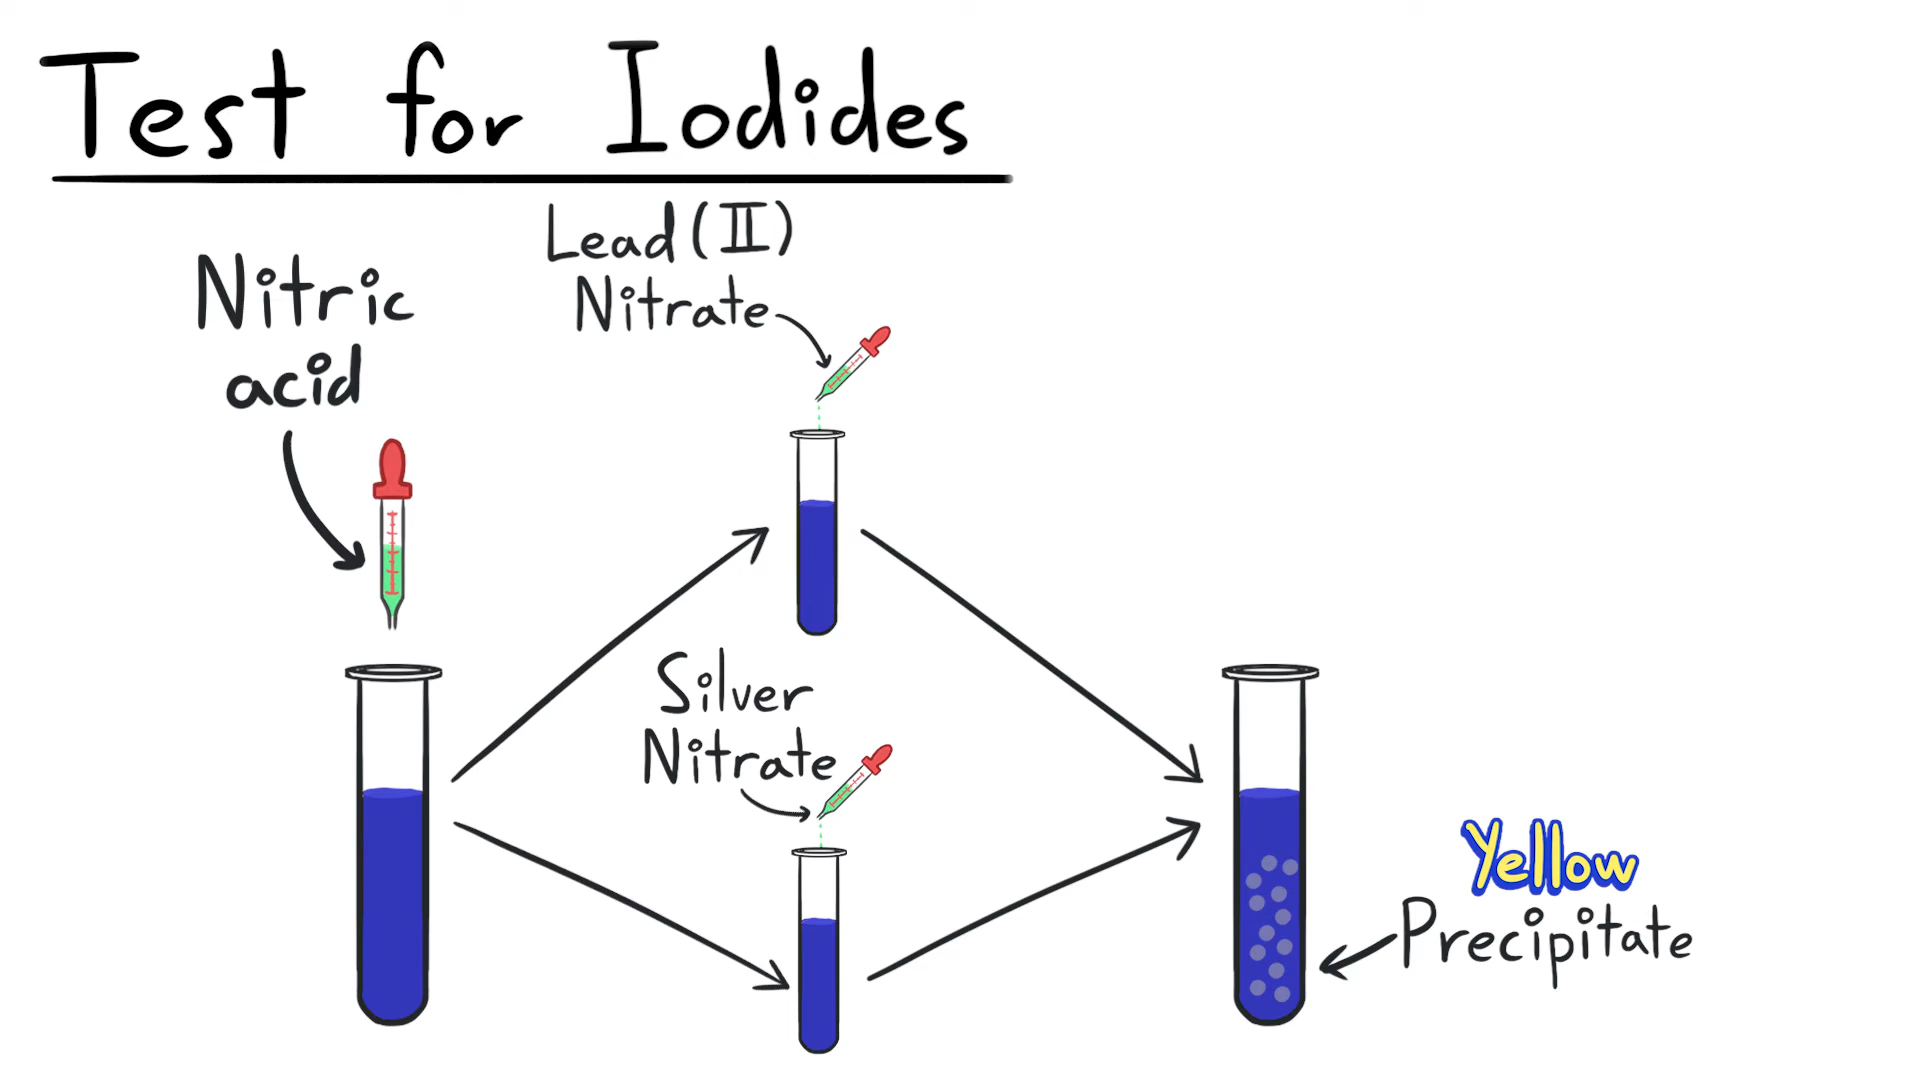 Test for Iodides
Nitric
acid
Lead (II)
Nitrate
Silver
Nitrate
Yellow
Precipitate